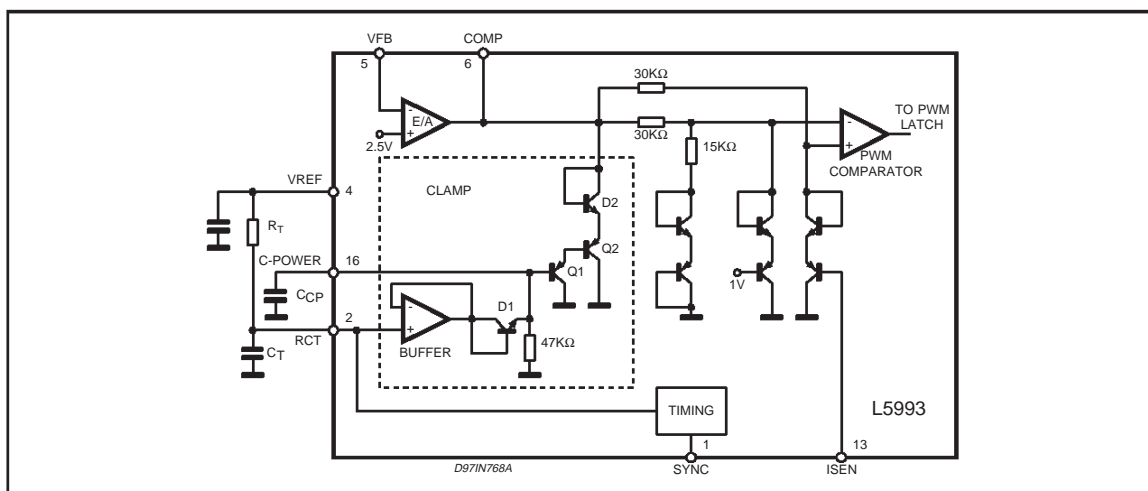 VFB
COMP
5
6
30KΩ
TO PWM
LATCH
-
E/A
+
2.5V
30KΩ
-
+
PWM
COMPARATOR
15KΩ
VREF
4
CLAMP
D2
RT
Q2
C-POWER
16
Q1
1V
CCP
D1
-
+
2
RCT
BUFFER
47KΩ
CT
TIMING
L5993
1
13
D97IN768A
SYNC
ISEN